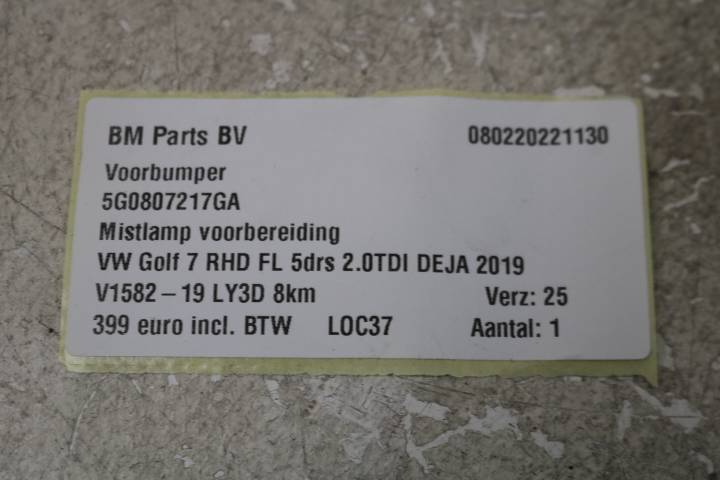 BM Parts BV 080220221130
Voorbumper
5G0807217GA
Mistlamp voorbereiding
VW Golf 7 RHD FL 5drs 2.0TDI DEJA 2019
V1582 – 19 LY3D 8km Verz: 25
399 euro incl. BTW LOC37 Aantal: 1